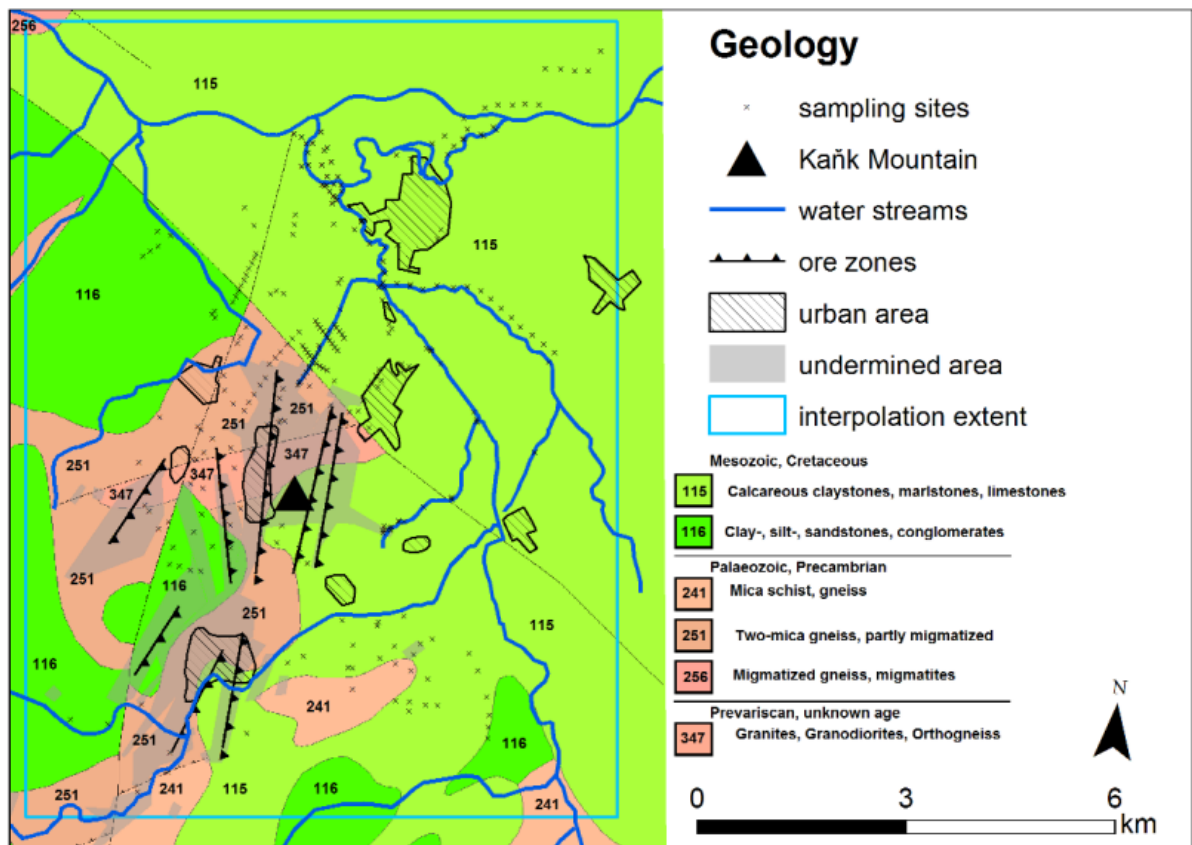 256
115
116
115
251
251
251
347
347
347
251
116
251
116
115
241
116
251
251
241
115
116
241
Geology
sampling sites
Kaňk Mountain
water streams
ore zones
urban area
undermined area
interpolation extent
Mesozoic, Cretaceous
115 Calcareous claystones, marlstones, limestones
116 Clay-, silt-, sandstones, conglomerates
Palaeozoic, Precambrian
241 Mica schist, gneiss
251 Two-mica gneiss, partly migmatized
256 Migmatized gneiss, migmatites
Prevariscan, unknown age
347 Granites, Granodiorites, Orthogneiss
N
0 3 6
km